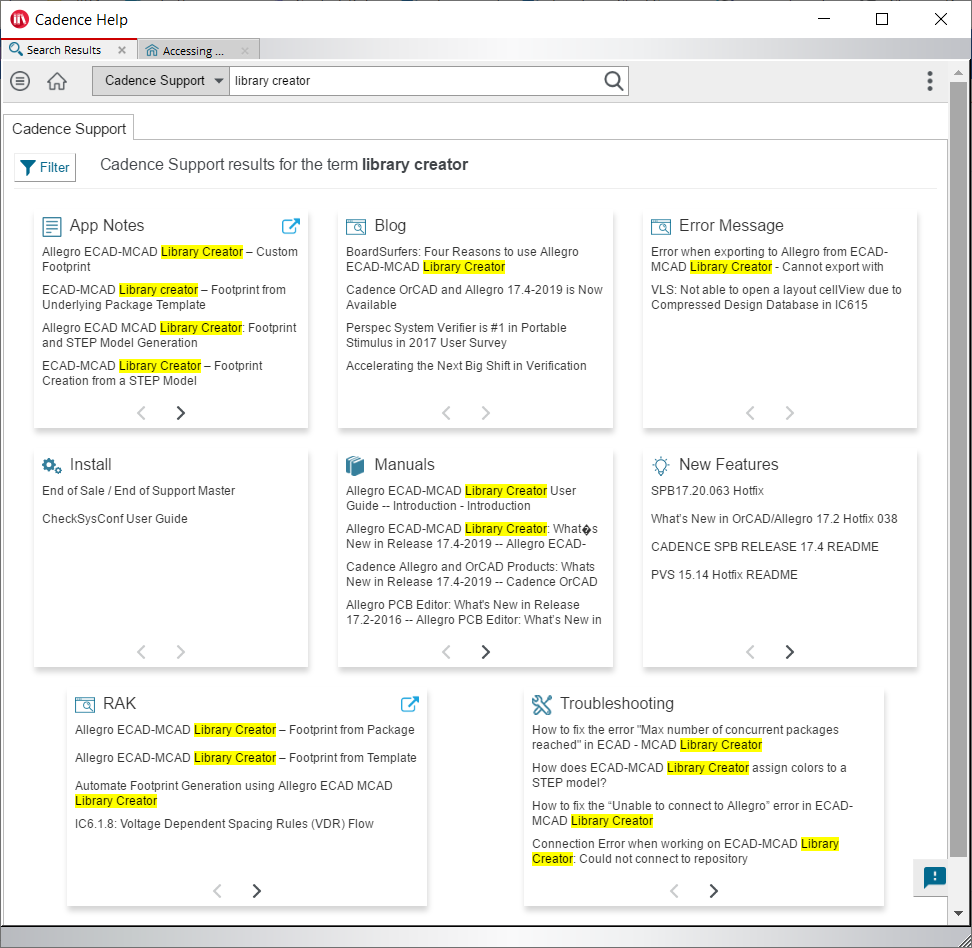 Cadence Help
Search Results
Accessing ...
Cadence Support
library creator
Cadence Support
Filter
Cadence Support results for the term library creator
App Notes
Allegro ECAD-MCAD Library Creator – Custom
Footprint
ECAD-MCAD Library creator – Footprint from
Underlying Package Template
Allegro ECAD MCAD Library Creator: Footprint
and STEP Model Generation
ECAD-MCAD Library Creator – Footprint
Creation from a STEP Model
Blog
BoardSurfers: Four Reasons to use Allegro
ECAD-MCAD Library Creator
Cadence OrCAD and Allegro 17.4-2019 is Now
Available
Perspec System Verifier is #1 in Portable
Stimulus in 2017 User Survey
Accelerating the Next Big Shift in Verification
Error Message
Error when exporting to Allegro from ECAD-
MCAD Library Creator - Cannot export with
VLS: Not able to open a layout cellView due to
Compressed Design Database in IC615
Install
End of Sale / End of Support Master
CheckSysConf User Guide
Manuals
Allegro ECAD-MCAD Library Creator User
Guide -- Introduction - Introduction
Allegro ECAD-MCAD Library Creator: What�s
New in Release 17.4-2019 -- Allegro ECAD-
Cadence Allegro and OrCAD Products: Whats
New in Release 17.4-2019 -- Cadence OrCAD
Allegro PCB Editor: What's New in Release
17.2-2016 -- Allegro PCB Editor: What's New in
New Features
SPB17.20.063 Hotfix
What's New in OrCAD/Allegro 17.2 Hotfix 038
CADENCE SPB RELEASE 17.4 README
PVS 15.14 Hotfix README
RAK
Allegro ECAD-MCAD Library Creator – Footprint from Package
Allegro ECAD-MCAD Library Creator – Footprint from Template
Automate Footprint Generation using Allegro ECAD MCAD
Library Creator
IC6.1.8: Voltage Dependent Spacing Rules (VDR) Flow
Troubleshooting
How to fix the error "Max number of concurrent packages
reached" in ECAD - MCAD Library Creator
How does ECAD-MCAD Library Creator assign colors to a
STEP model?
How to fix the “Unable to connect to Allegro” error in ECAD-
MCAD Library Creator
Connection Error when working on ECAD-MCAD Library
Creator: Could not connect to repository